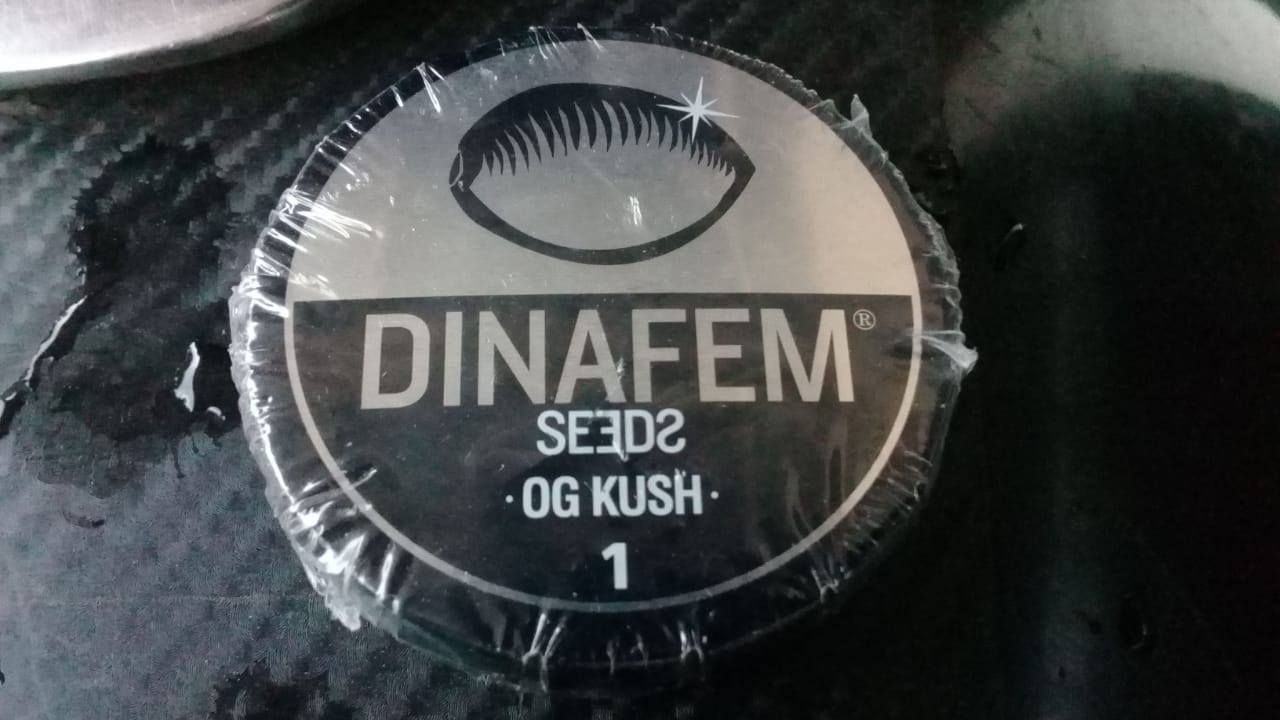 DINAFEM®
SEEDS
·OG KUSH·
1